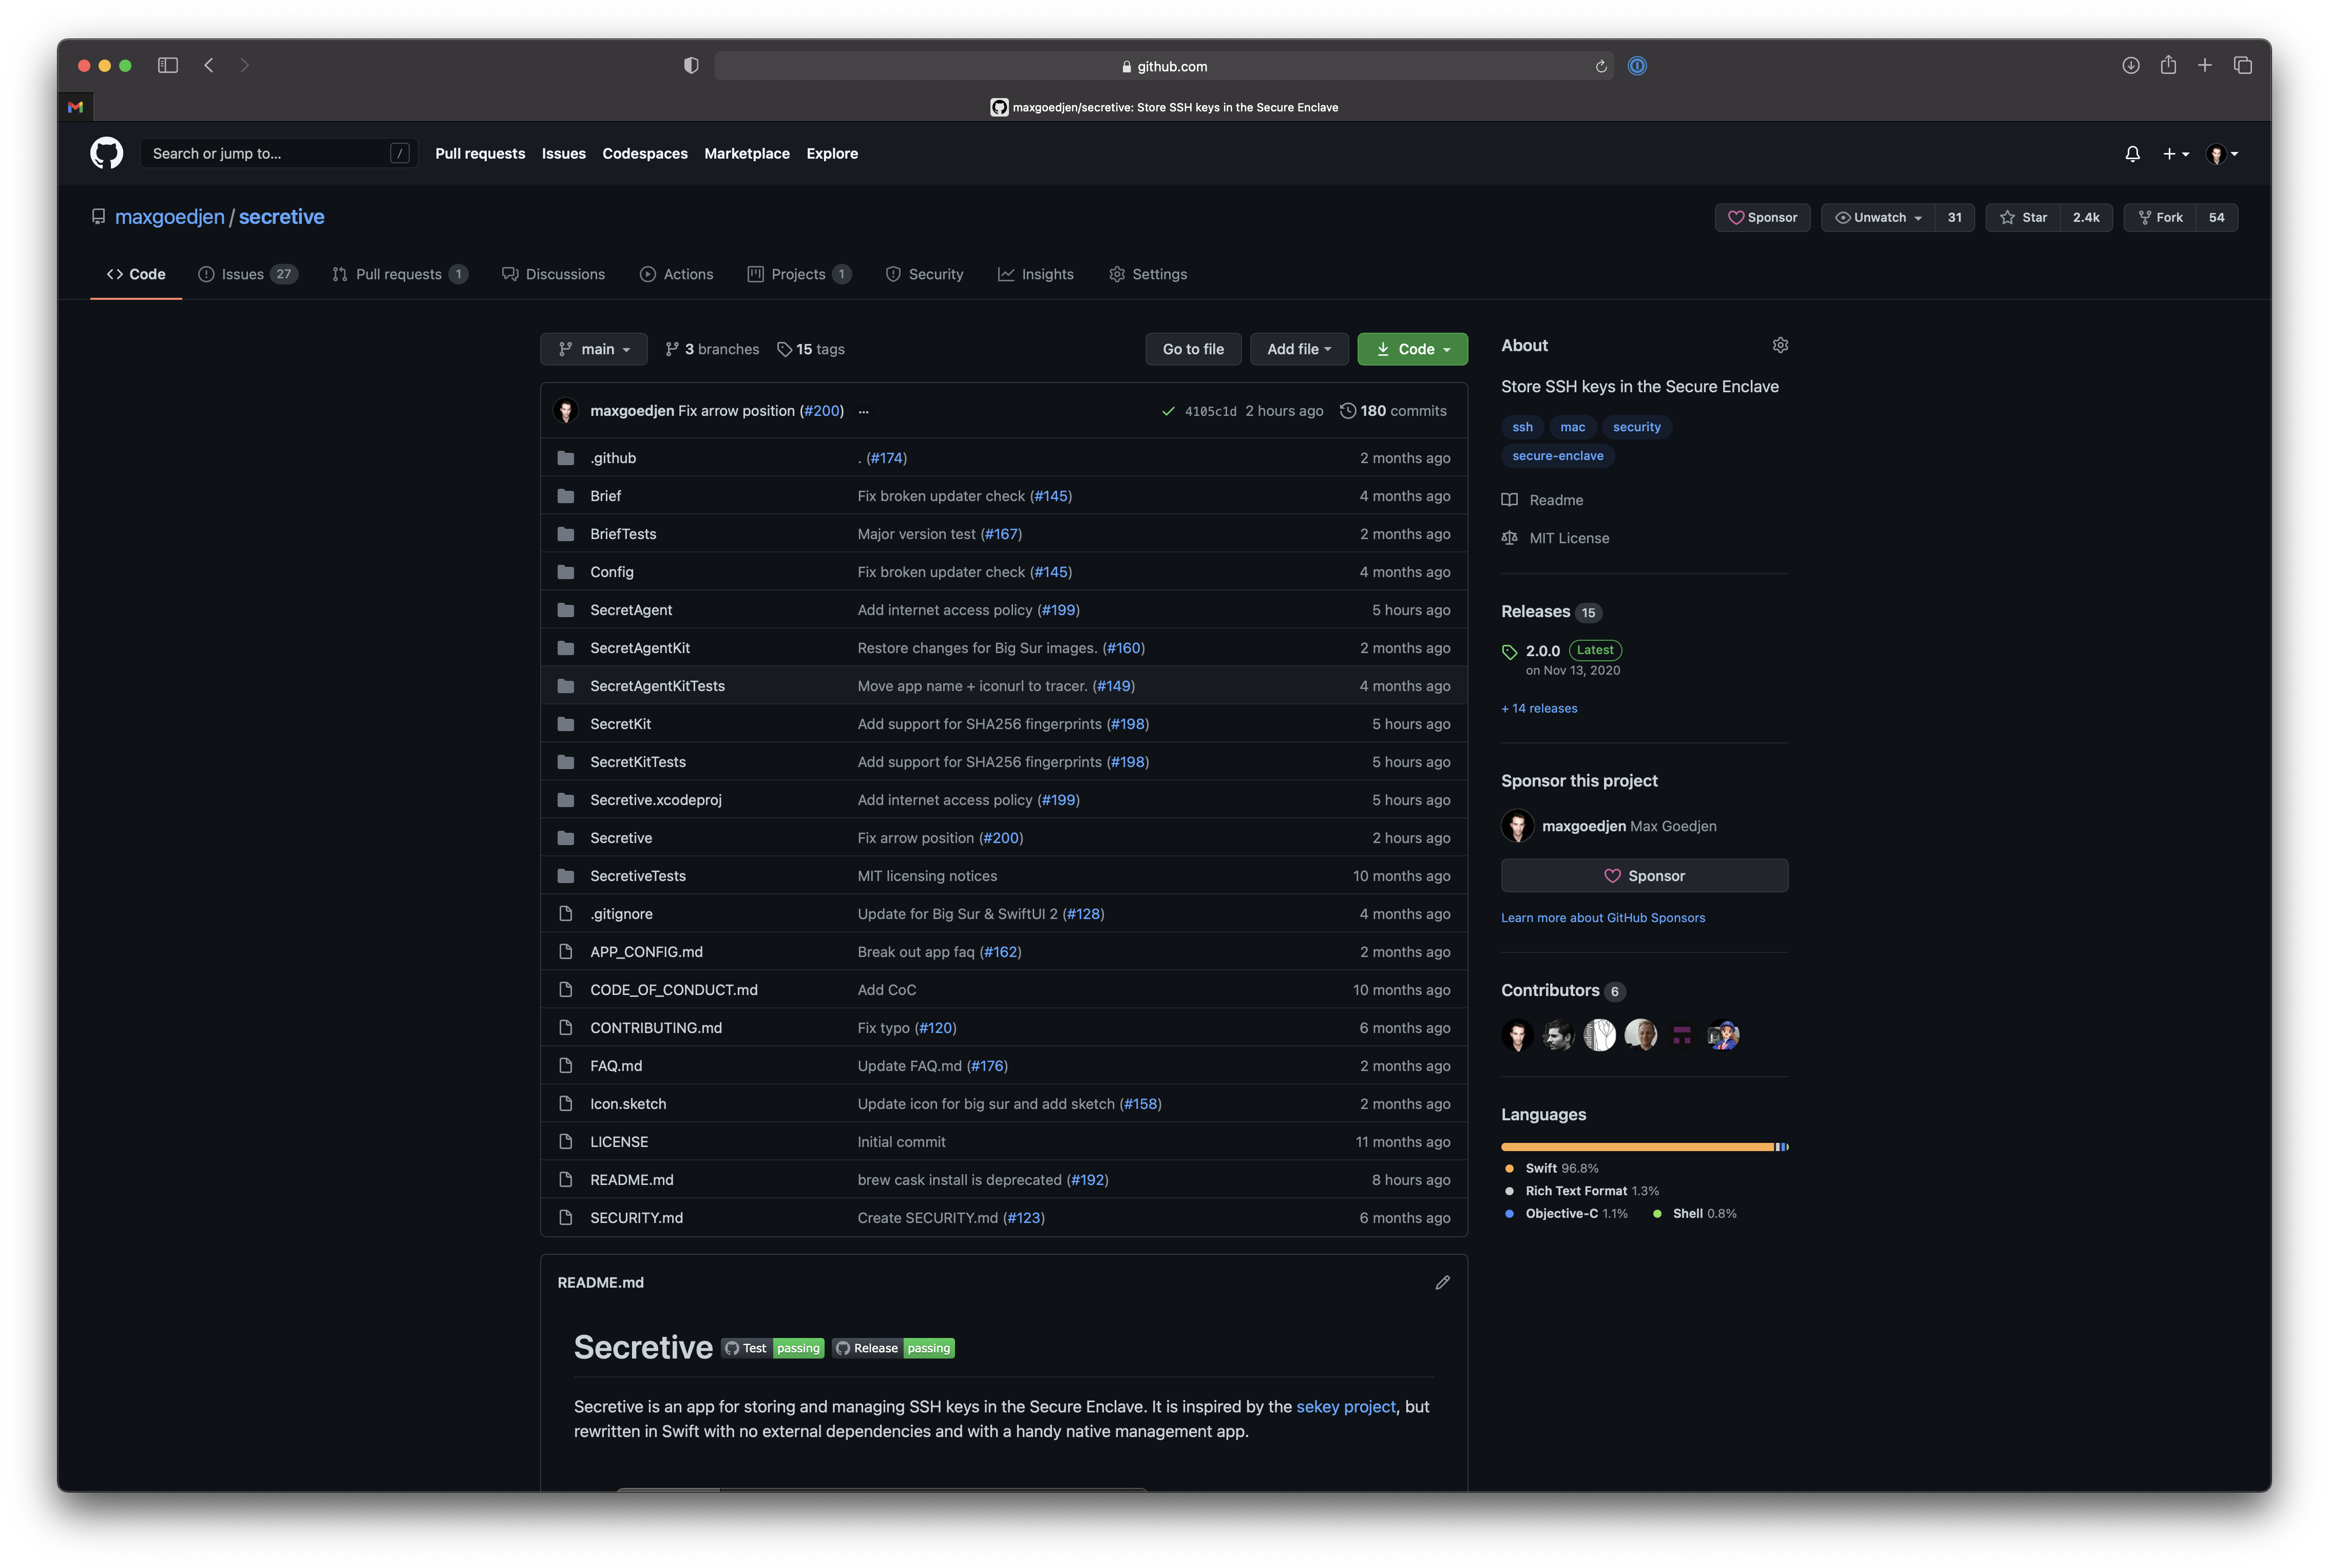 github.com
maxgoedjen/secretive: Store SSH keys in the Secure Enclave
Search or jump to... /
Pull requests Issues Codespaces Marketplace Explore
maxgoedjen / secretive
Sponsor Unwatch 31 Star 2.4k Fork 54
Code Issues 27 Pull requests 1 Discussions Actions Projects 1 Security Insights Settings
main 3 branches 15 tags Go to file Add file Code
maxgoedjen Fix arrow position (#200) ... 4105c1d 2 hours ago 180 commits
.github . (#174) 2 months ago
Brief Fix broken updater check (#145) 4 months ago
BriefTests Major version test (#167) 2 months ago
Config Fix broken updater check (#145) 4 months ago
SecretAgent Add internet access policy (#199) 5 hours ago
SecretAgentKit Restore changes for Big Sur images. (#160) 2 months ago
SecretAgentKitTests Move app name + iconurl to tracer. (#149) 4 months ago
SecretKit Add support for SHA256 fingerprints (#198) 5 hours ago
SecretKitTests Add support for SHA256 fingerprints (#198) 5 hours ago
Secretive.xcodeproj Add internet access policy (#199) 5 hours ago
Secretive Fix arrow position (#200) 2 hours ago
SecretiveTests MIT licensing notices 10 months ago
.gitignore Update for Big Sur & SwiftUI 2 (#128) 4 months ago
APP_CONFIG.md Break out app faq (#162) 2 months ago
CODE_OF_CONDUCT.md Add CoC 10 months ago
CONTRIBUTING.md Fix typo (#120) 6 months ago
FAQ.md Update FAQ.md (#176) 2 months ago
Icon.sketch Update icon for big sur and add sketch (#158) 2 months ago
LICENSE Initial commit 11 months ago
README.md brew cask install is deprecated (#192) 8 hours ago
SECURITY.md Create SECURITY.md (#123) 6 months ago
README.md
Secretive Test passing Release passing
Secretive is an app for storing and managing SSH keys in the Secure Enclave. It is inspired by the sekey project, but
rewritten in Swift with no external dependencies and with a handy native management app.
About
Store SSH keys in the Secure Enclave
ssh mac security
secure-enclave
Readme
MIT License
Releases 15
2.0.0 Latest
on Nov 13, 2020
+ 14 releases
Sponsor this project
maxgoedjen Max Goedjen
Sponsor
Learn more about GitHub Sponsors
Contributors 6
Languages
Swift 96.8%
Rich Text Format 1.3%
Objective-C 1.1% Shell 0.8%